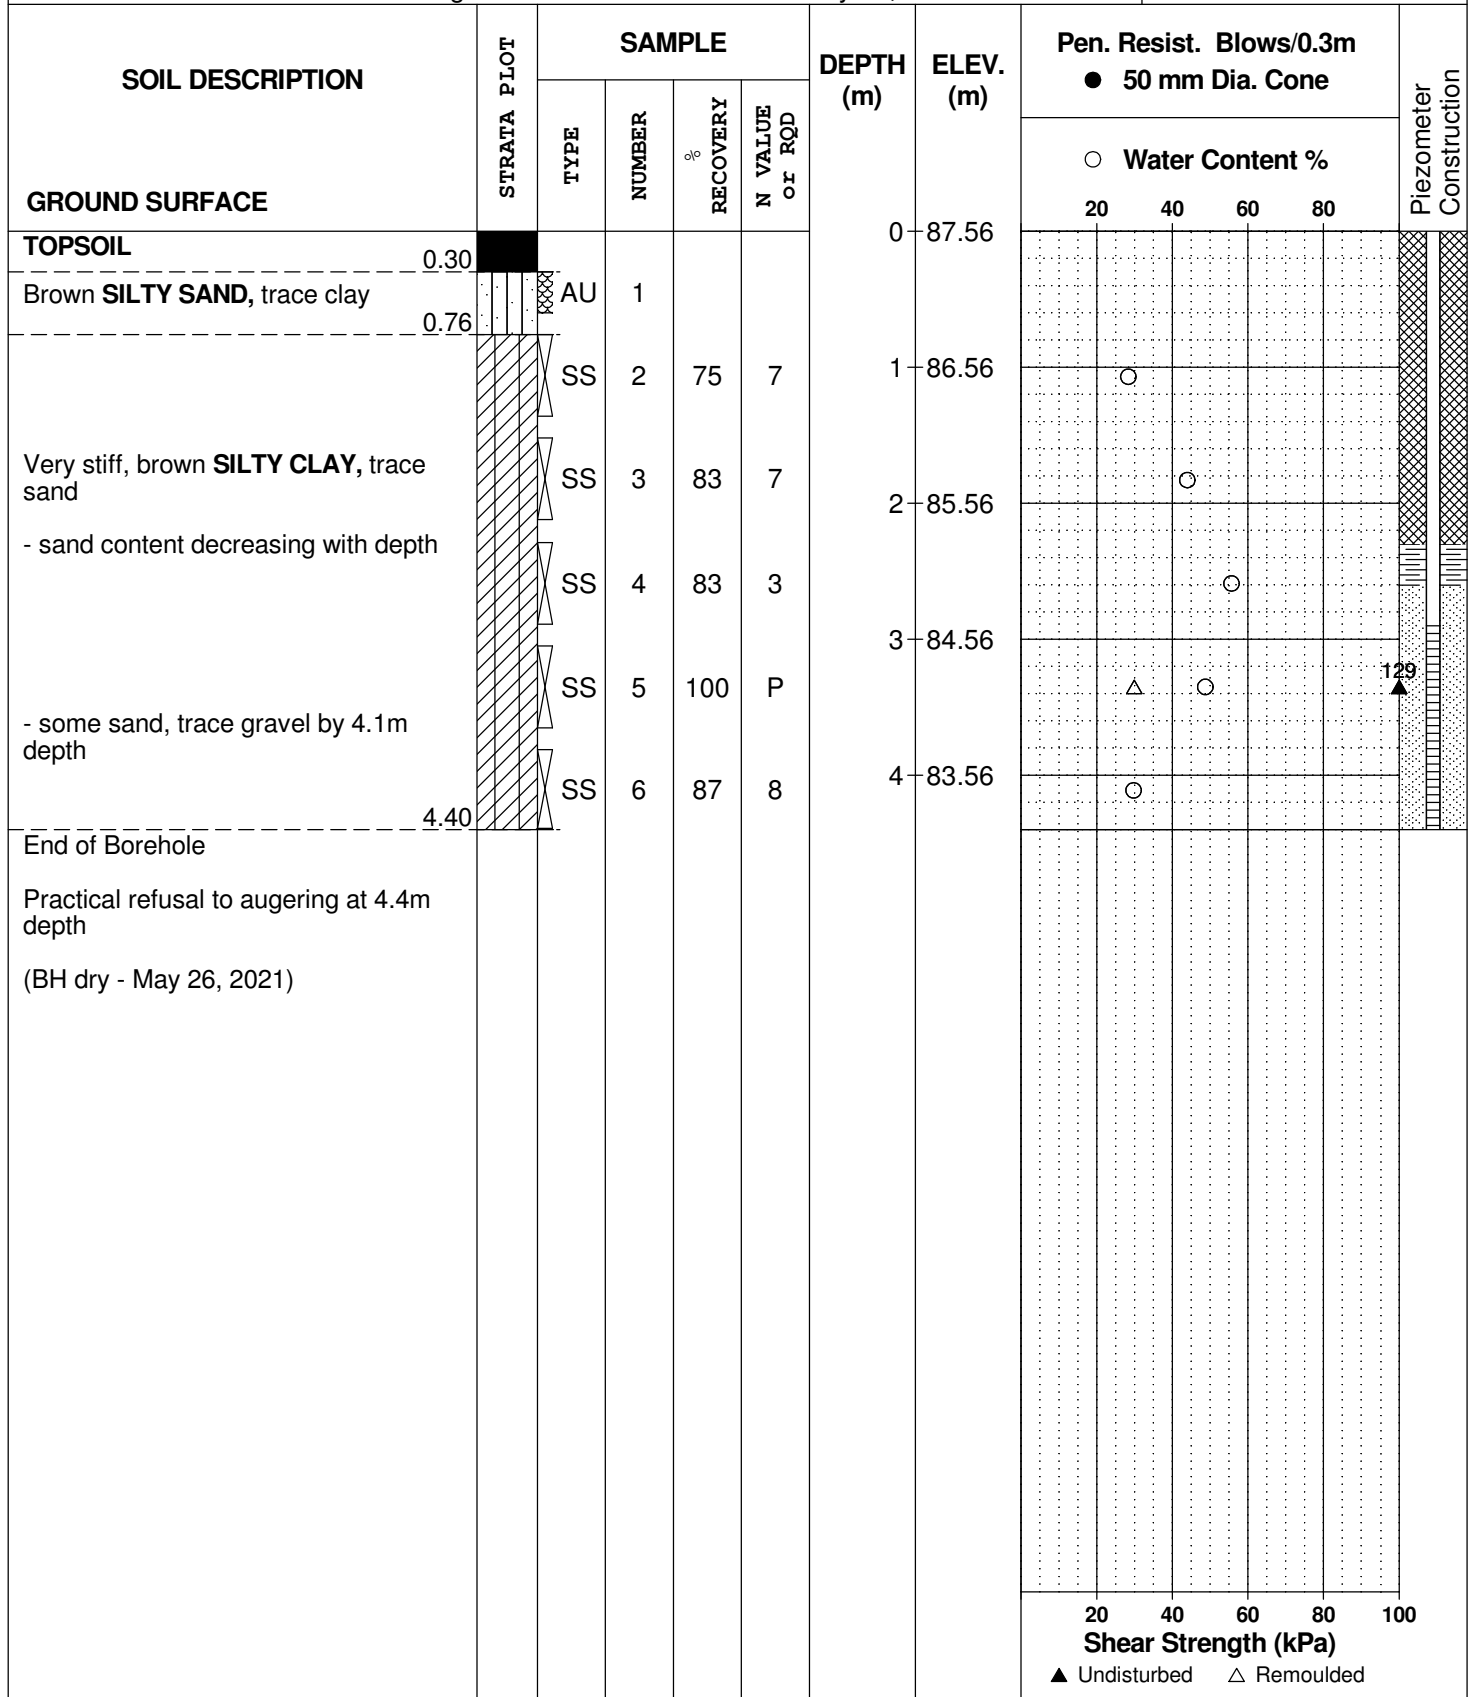 SOIL DESCRIPTION
GROUND SURFACE
STRATA PLOT
SAMPLE
TYPE
NUMBER
%
RECOVERY
N VALUE
or RQD
DEPTH
(m)
ELEV.
(m)
Pen. Resist. Blows/0.3m
● 50 mm Dia. Cone
○ Water Content %
20 40 60 80
Piezometer
Construction
TOPSOIL
0.30
0 87.56
Brown SILTY SAND, trace clay
0.76
AU 1
SS 2 75 7
1 86.56
Very stiff, brown SILTY CLAY, trace
sand
SS 3 83 7
2 85.56
- sand content decreasing with depth
SS 4 83 3
3 84.56
129
SS 5 100 P
- some sand, trace gravel by 4.1m
depth
4 83.56
SS 6 87 8
4.40
End of Borehole
Practical refusal to augering at 4.4m
depth
(BH dry - May 26, 2021)
20 40 60 80 100
Shear Strength (kPa)
▲ Undisturbed △ Remoulded